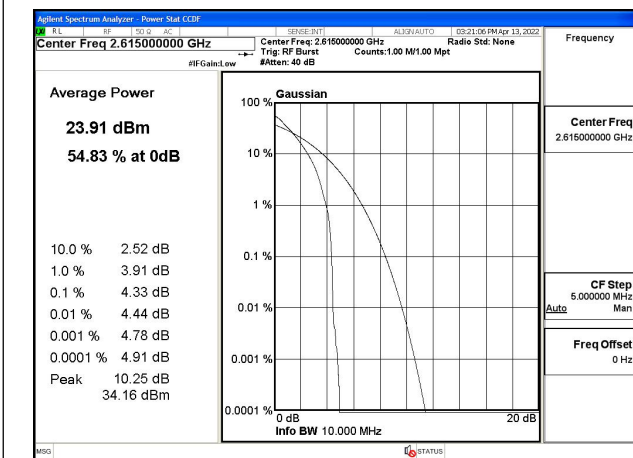 Agilent Spectrum Analyzer - Power Stat CCDF
RL RF 50 Ω AC SENSE:INT ALIGN AUTO 03:21:06 PM Apr 13, 2022
Center Freq 2.615000000 GHz
Center Freq: 2.615000000 GHz Radio Std: None
Trig: RF Burst Counts:1.00 M/1.00 Mpt
#IFGain:Low #Atten: 40 dB
Frequency
Average Power
23.91 dBm
54.83 % at 0dB
10.0 % 2.52 dB
1.0 % 3.91 dB
0.1 % 4.33 dB
0.01 % 4.44 dB
0.001 % 4.78 dB
0.0001 % 4.91 dB
Peak 10.25 dB
34.16 dBm
Gaussian
100 %
10 %
1 %
0.1 %
0.01 %
0.001 %
0.0001 %
0 dB 20 dB
Info BW 10.000 MHz
Center Freq
2.615000000 GHz
CF Step
5.000000 MHz
Auto Man
Freq Offset
0 Hz
MSG STATUS